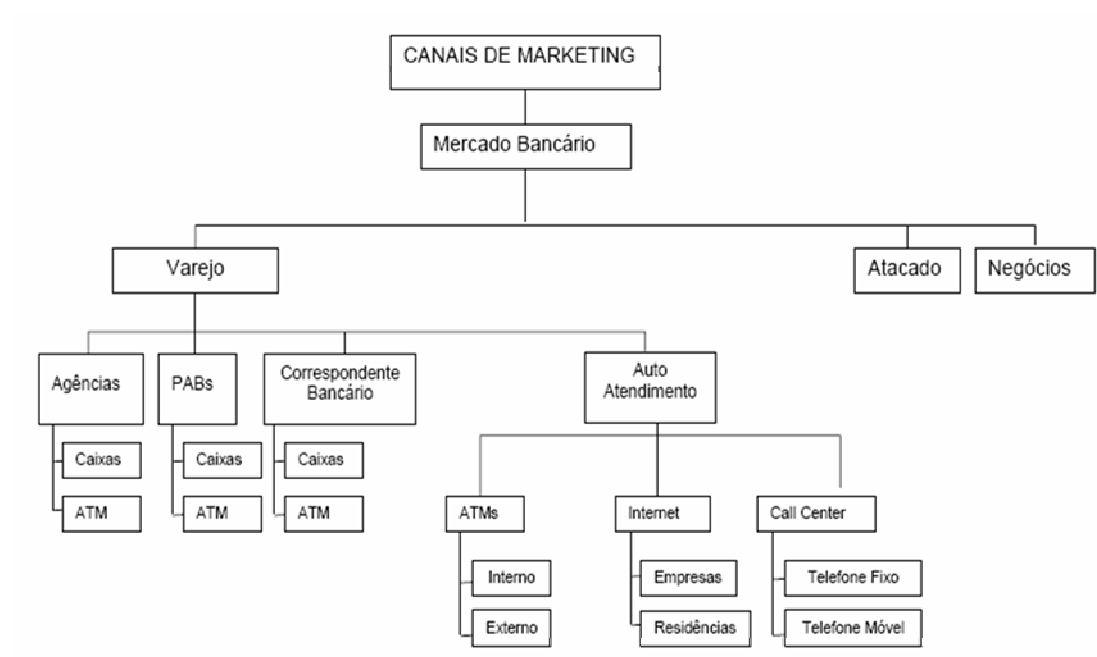 CANAIS DE MARKETING
Mercado Bancário
Varejo
Atacado
Negócios
Agências
PABs
Correspondente
Bancário
Auto
Atendimento
Caixas
Caixas
Caixas
ATM
ATM
ATM
ATMs
Internet
Call Center
Interno
Empresas
Telefone Fixo
Externo
Residências
Telefone Móvel